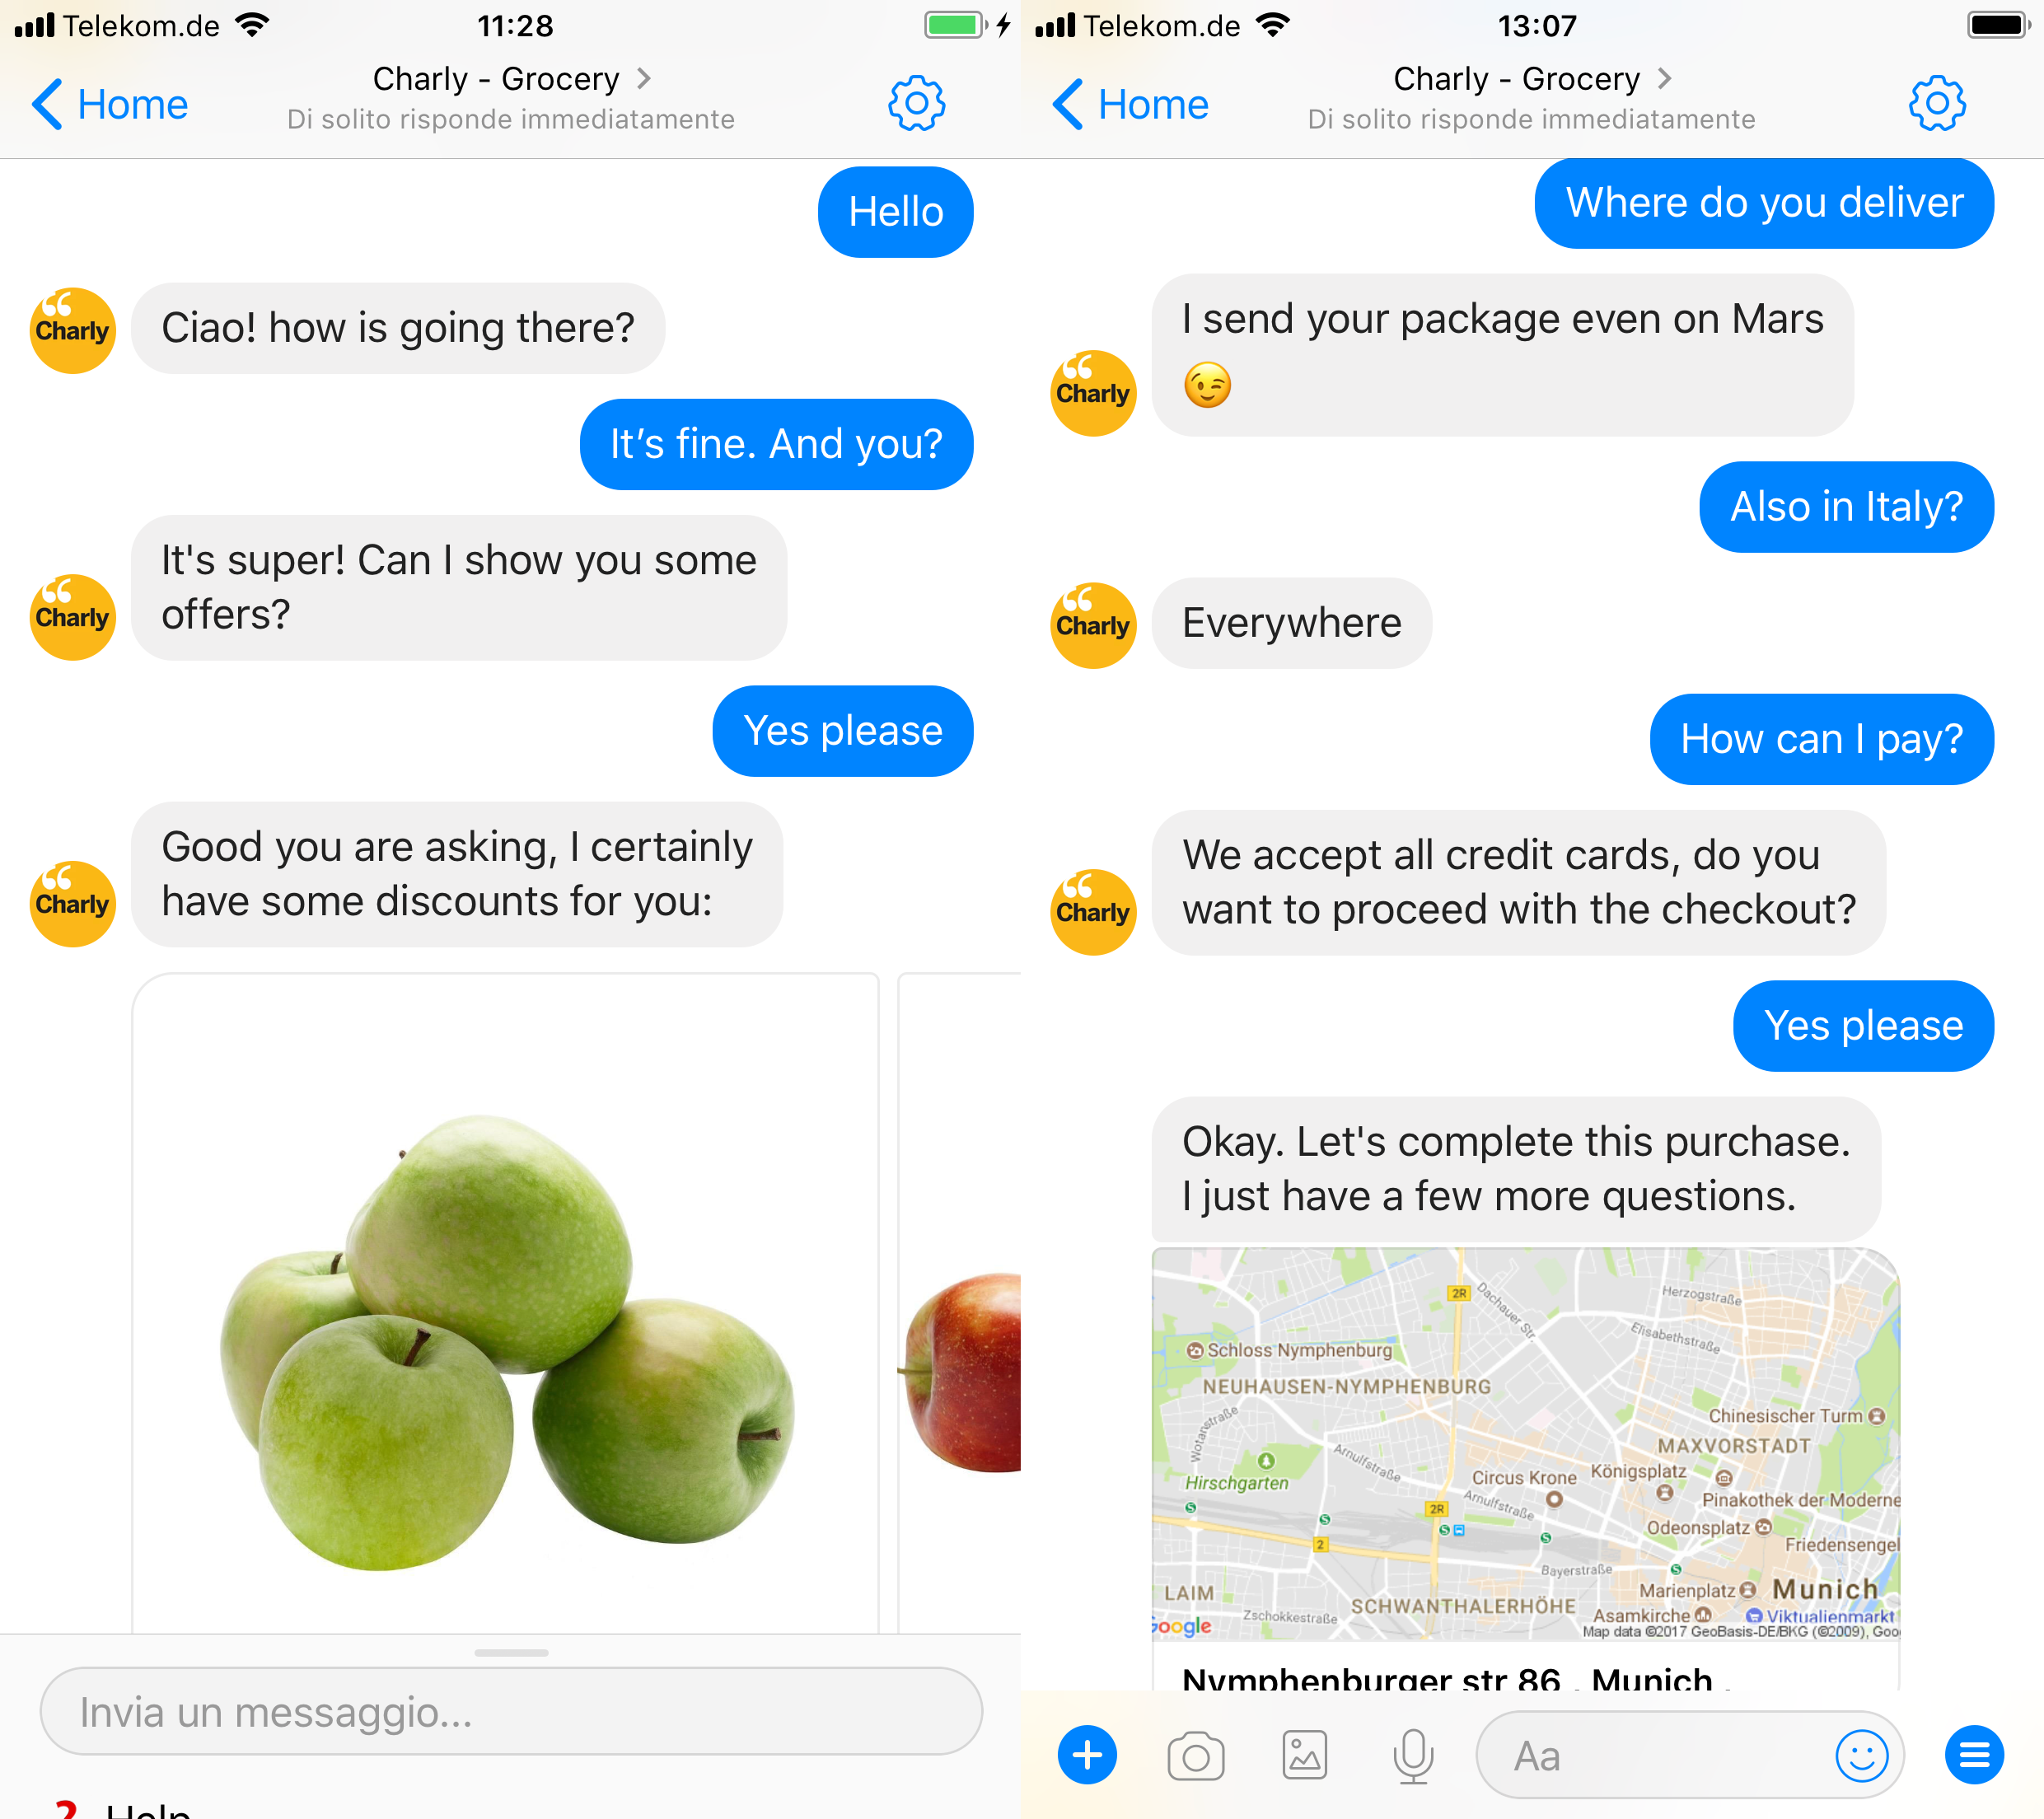 Telekom.de
11:28
Home
Charly - Grocery
Di solito risponde immediatamente
Hello
Charly
Ciao! how is going there?
It’s fine. And you?
Charly
It's super! Can I show you some
offers?
Yes please
Charly
Good you are asking, I certainly
have some discounts for you:
Invia un messaggio...
? Help
Telekom.de
13:07
Home
Charly - Grocery
Di solito risponde immediatamente
Where do you deliver
I send your package even on Mars
😉
Charly
Also in Italy?
Charly
Everywhere
How can I pay?
Charly
We accept all credit cards, do you
want to proceed with the checkout?
Yes please
Okay. Let's complete this purchase.
I just have a few more questions.
2R
Dachauer Str.
Herzogstraße
Elisabethstraße
Schloss Nymphenburg
NEUHAUSEN-NYMPHENBURG
Wotanstraße
Chinesischer Turm
MAXVORSTADT
Arnulfstraße
Hirschgarten
Circus Krone
Königsplatz
Arnulfstraße
Pinakothek der Moderne
2R
Odeonsplatz
2
Friedensengel
Bayerstraße
LAIM
Marienplatz
Munich
SCHWANTHALERHÖHE
Zschokkestraße
Asamkirche
Viktualienmarkt
Google
Map data ©2017 GeoBasis-DE/BKG (©2009), Goo
Nymphenburger str 86 , Munich ,
Aa